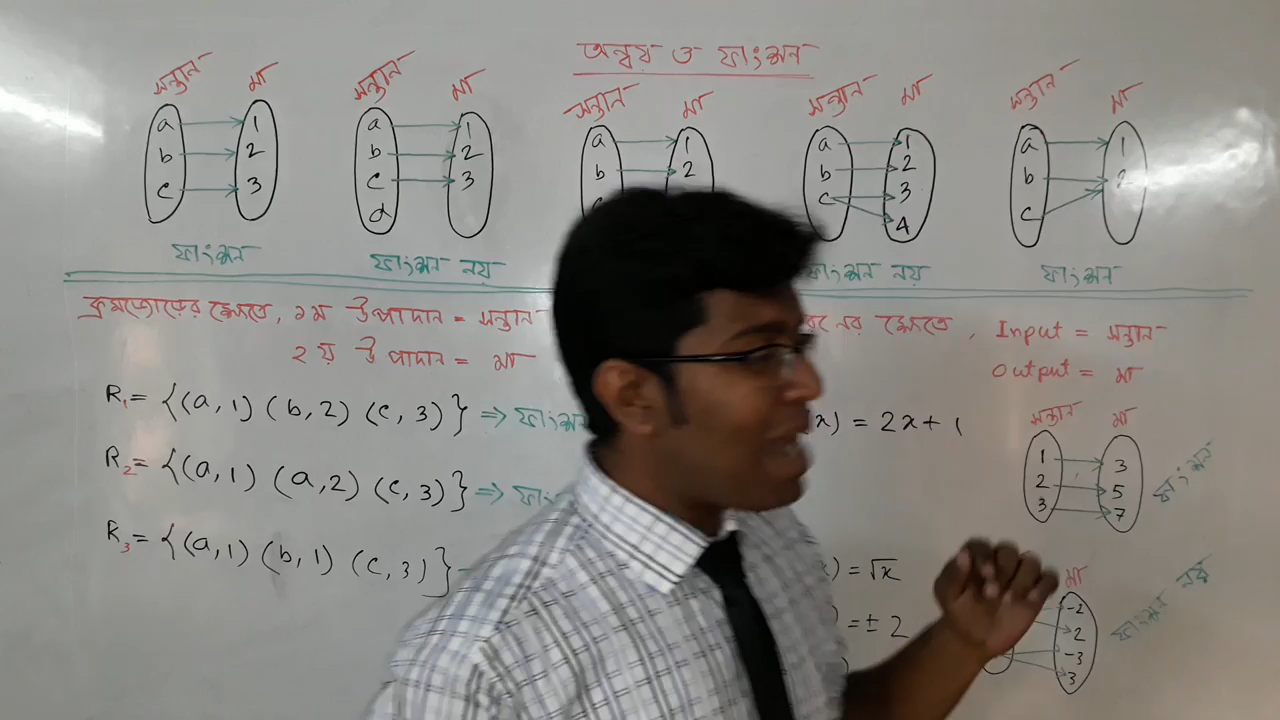 অন্বয় ও ফাংশন
সন্তান মা
a 1
b 2
c 3
ফাংশন
সন্তান মা
a 1
b 2
c 3
d
ফাংশন নয়
সন্তান মা
a 1
b 2
সন্তান মা
a 1
b 2
c 3
4
ফাংশন নয়
সন্তান মা
a 1
b 2
c
ফাংশন
ক্রমজোড়ের ক্ষেত্রে, ১ম উপাদান = সন্তান
২য় উপাদান = মা
R₁ = {(a, 1) (b, 2) (c, 3)} ⇒ ফাংশন
R₂ = {(a, 1) (a, 2) (c, 3)} ⇒
R₃ = {(a, 1) (b, 1) (c, 3)}
ক্ষেত্রে, Input = সন্তান
Output = মা
x) = 2x + 1
সন্তান মা
1 3
2 5
3 7
ফাংশন
) = √x
= ± 2
মা
-2
2
-3
3
ফাংশন নয়